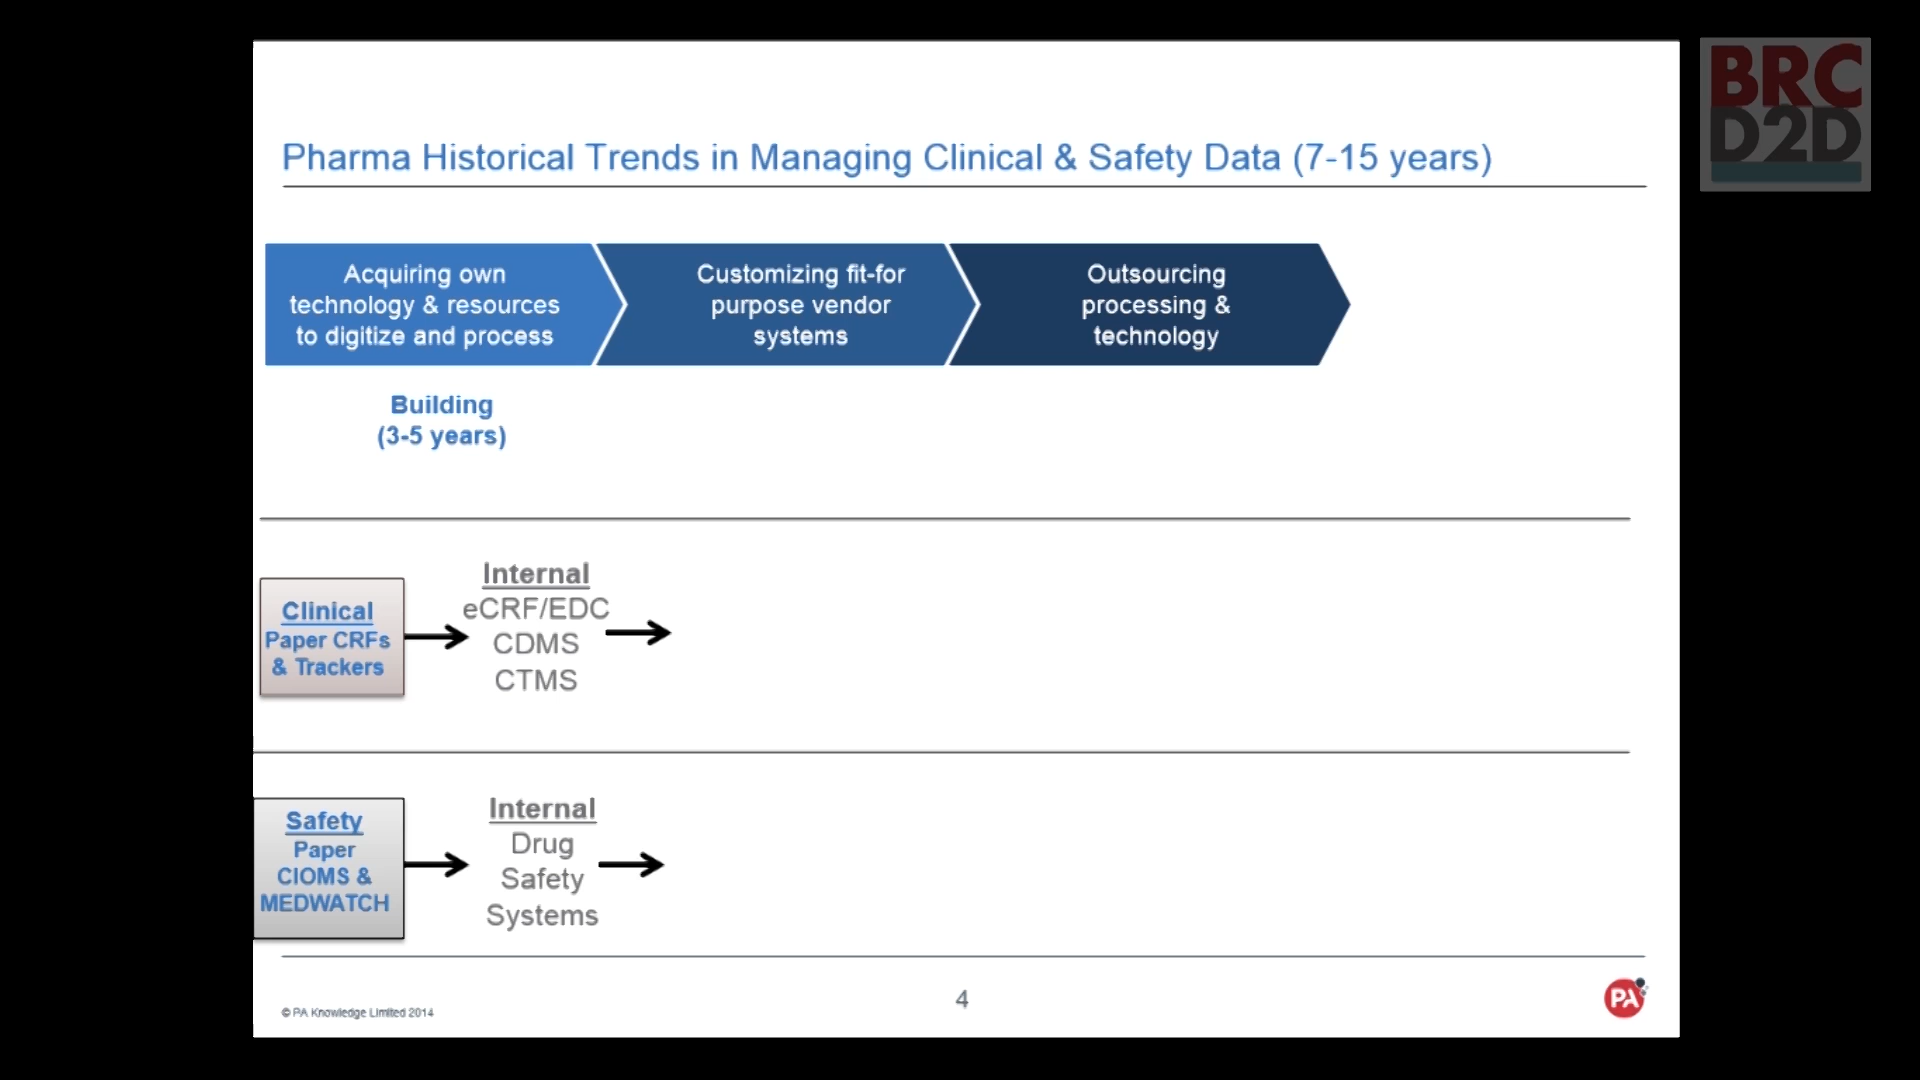 BRC
D2D
Pharma Historical Trends in Managing Clinical & Safety Data (7-15 years)
Acquiring own
technology & resources
to digitize and process
Customizing fit-for
purpose vendor
systems
Outsourcing
processing &
technology
Building
(3-5 years)
Clinical
Paper CRFs
& Trackers
Internal
eCRF/EDC
CDMS
CTMS
Safety
Paper
CIOMS &
MEDWATCH
Internal
Drug
Safety
Systems
© PA Knowledge Limited 2014
4
PA